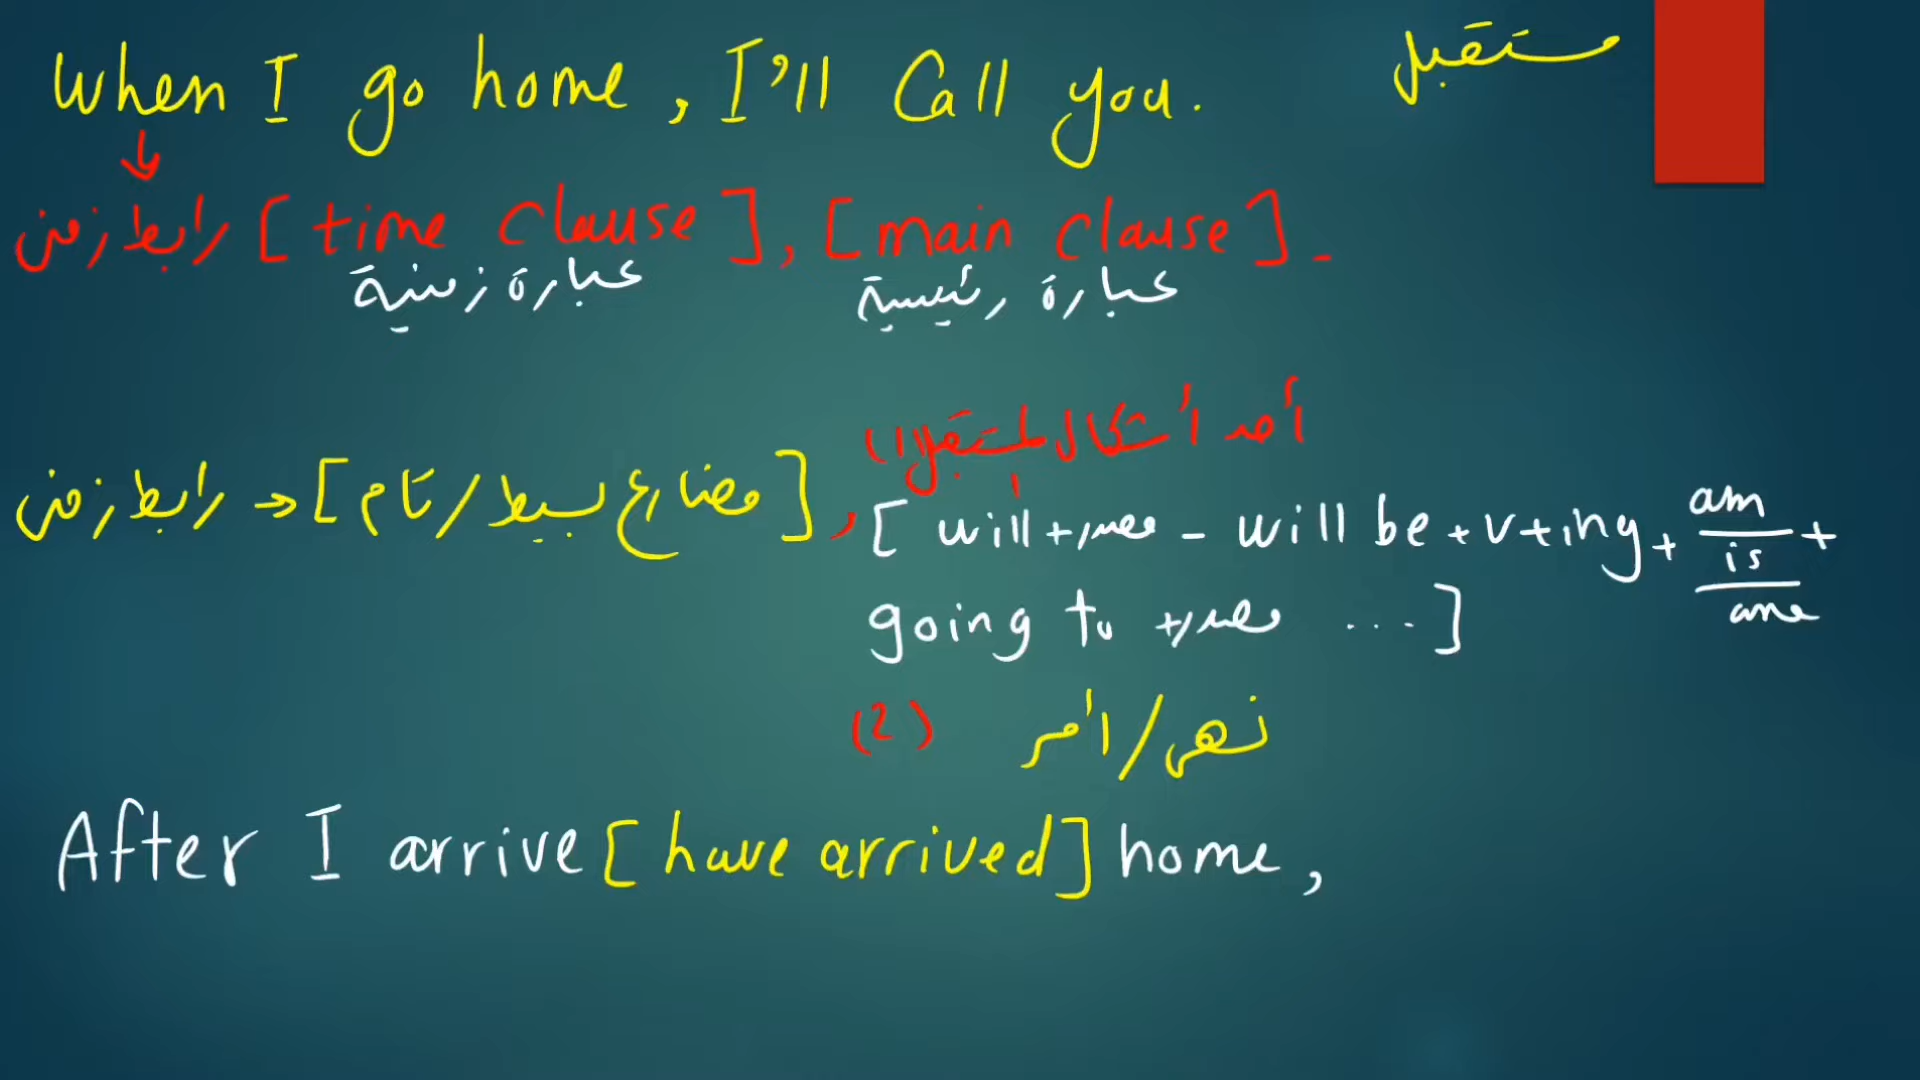 When I go home, I'll Call you. مستقبل
رابط زمني [time clause], [main clause].
عبارة زمنية عبارة رئيسية
(1) أحد أشكال المستقبل
رابط زمني → [مضارع بسيط/تام], [will + مصدر - will be + v + ing + am/is/are +
going to + مصدر ...]
(2) أمر/نهي
After I arrive [have arrived] home,